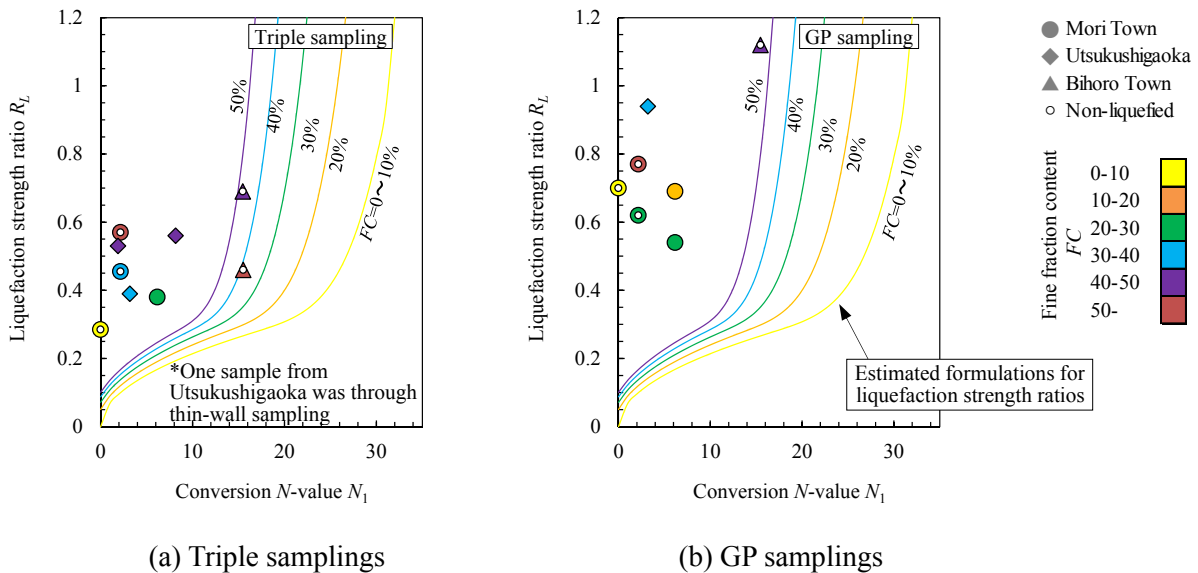 1.2
1
0.8
0.6
0.4
0.2
0
0
10
20
30
Liquefaction strength ratio R_L
Conversion N-value N_1
Triple sampling
50%
40%
30%
20%
FC=0~10%
*One sample from
Utsukushigaoka was through
thin-wall sampling
(a) Triple samplings
1.2
1
0.8
0.6
0.4
0.2
0
0
10
20
30
Liquefaction strength ratio R_L
Conversion N-value N_1
GP sampling
50%
40%
30%
20%
FC=0~10%
Estimated formulations for
liquefaction strength ratios
(b) GP samplings
Mori Town
Utsukushigaoka
Bihoro Town
Non-liquefied
Fine fraction content
FC
0-10
10-20
20-30
30-40
40-50
50-